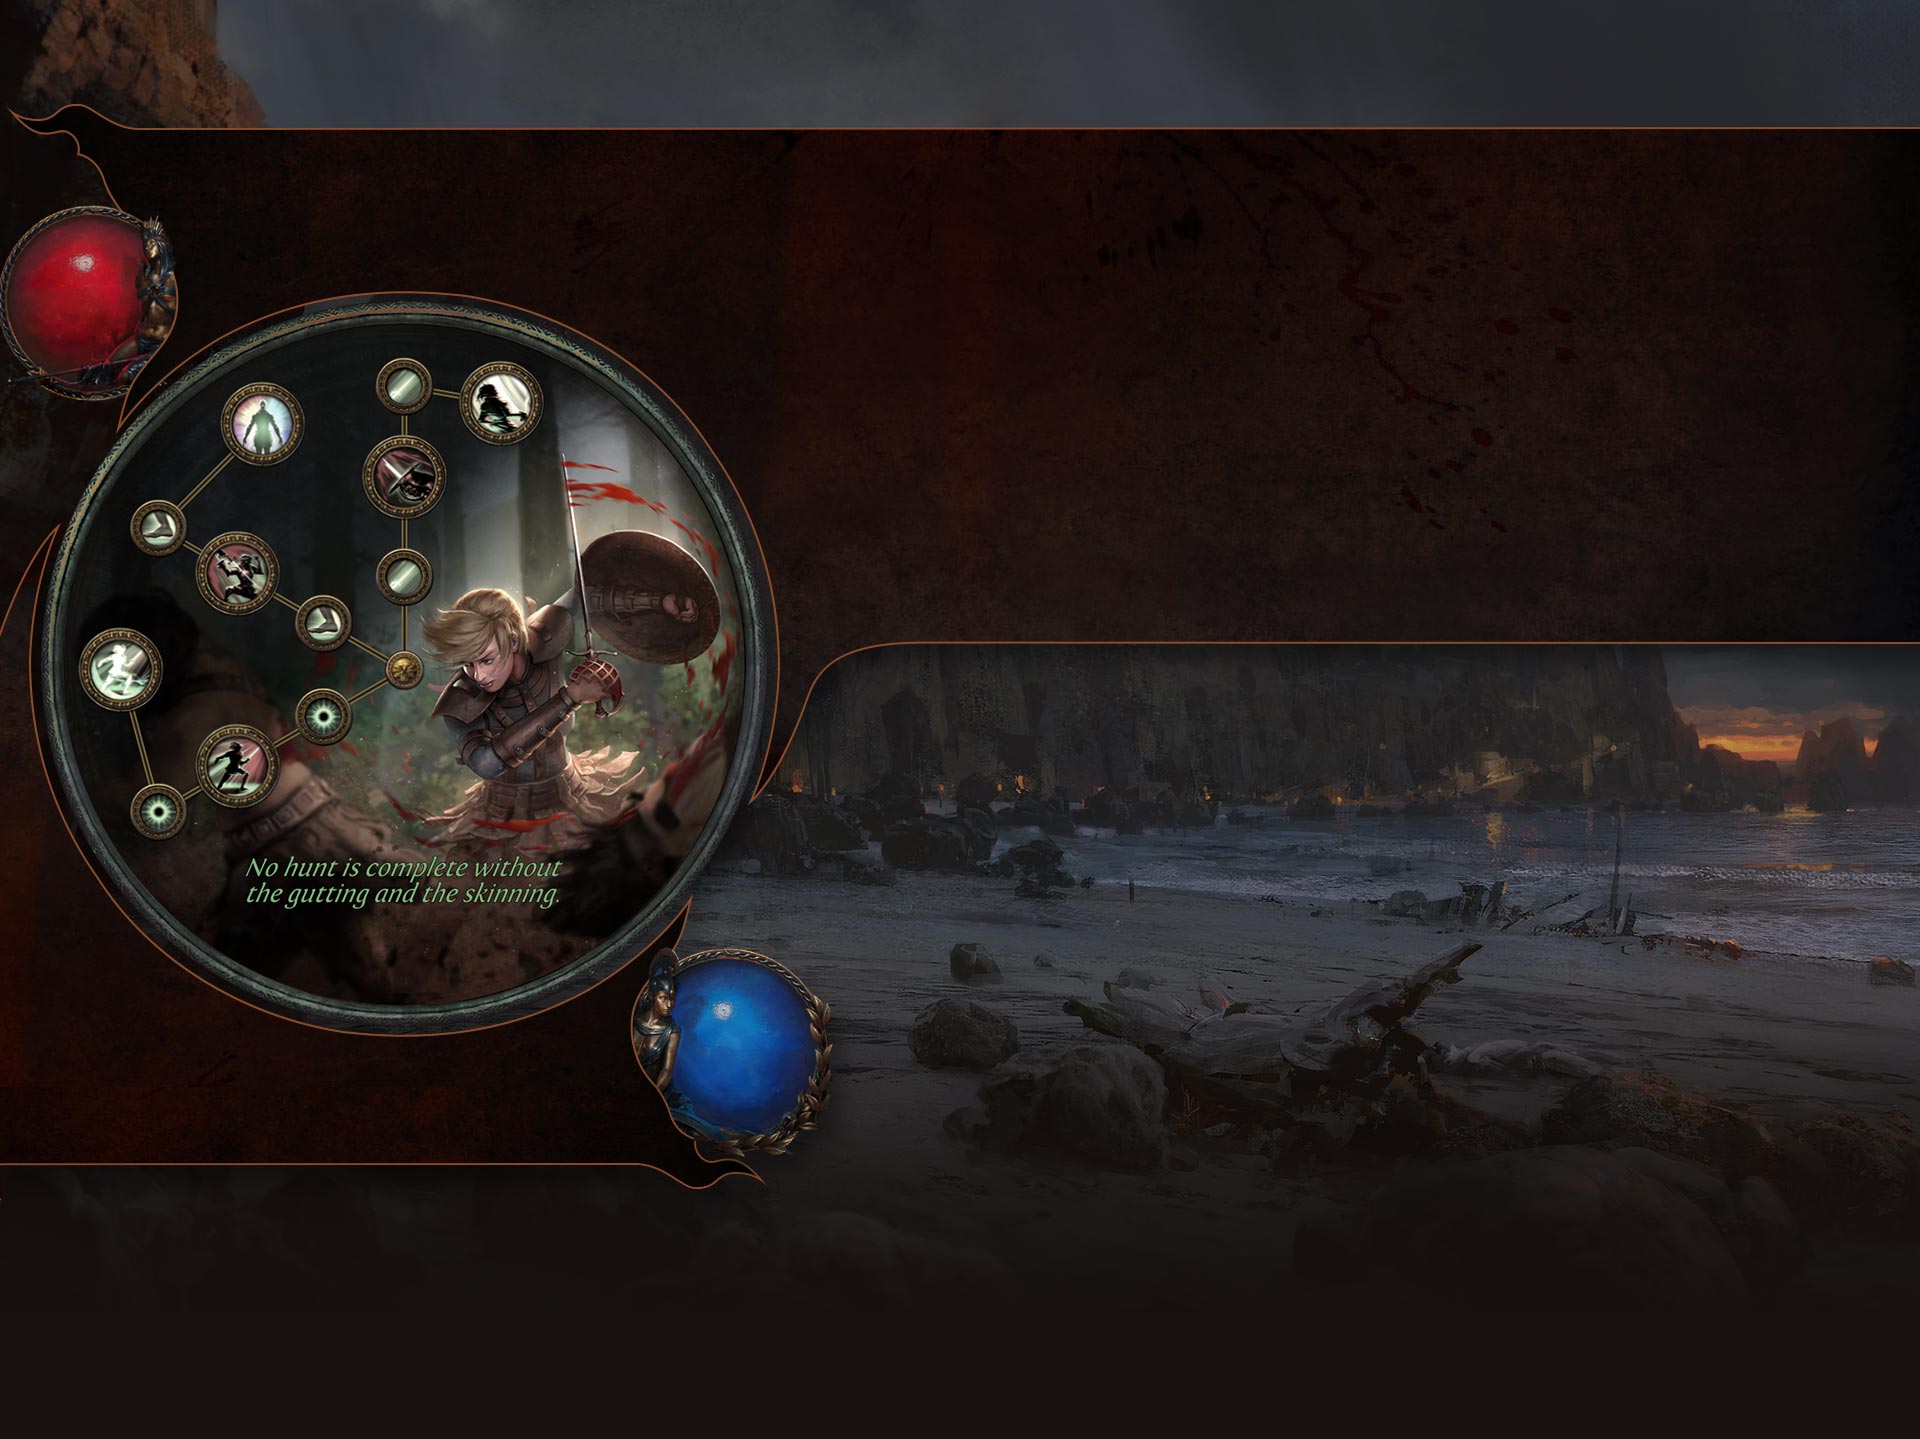 No hunt is complete without
the gutting and the skinning.